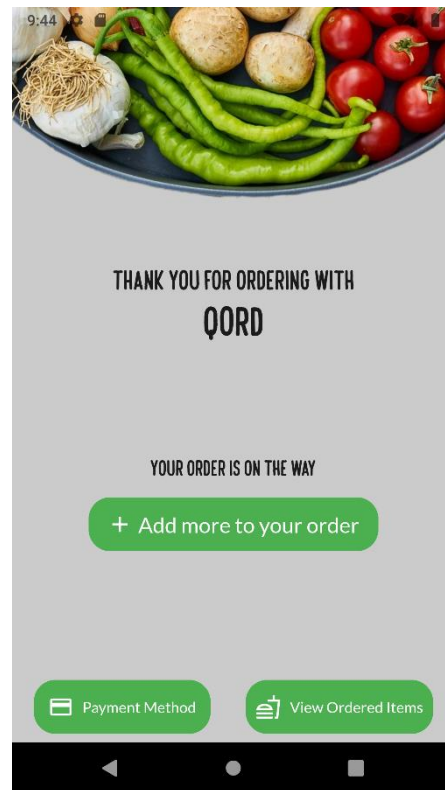 9:44
THANK YOU FOR ORDERING WITH
QORD
YOUR ORDER IS ON THE WAY
+ Add more to your order
Payment Method
View Ordered Items